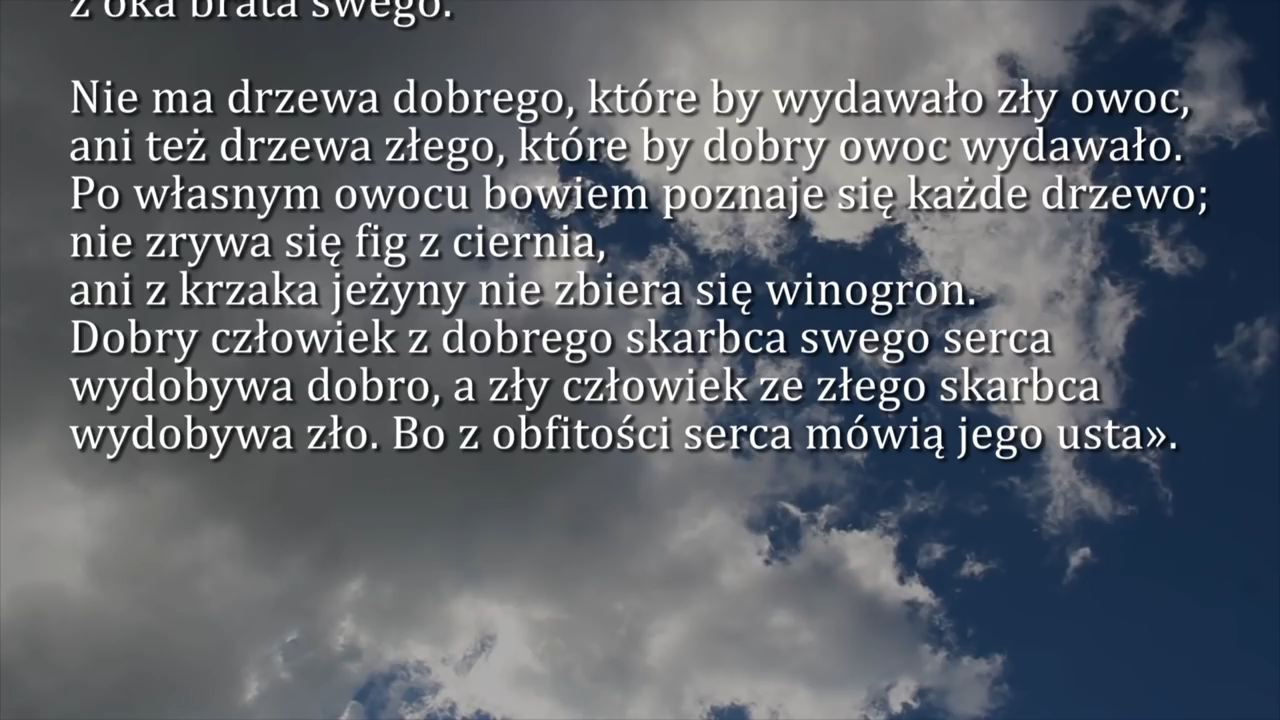 z oka brata swego.
Nie ma drzewa dobrego, które by wydawało zły owoc,
ani też drzewa złego, które by dobry owoc wydawało.
Po własnym owocu bowiem poznaje się każde drzewo;
nie zrywa się fig z ciernia,
ani z krzaka jeżyny nie zbiera się winogron.
Dobry człowiek z dobrego skarbca swego serca
wydobywa dobro, a zły człowiek ze złego skarbca
wydobywa zło. Bo z obfitości serca mówią jego usta».